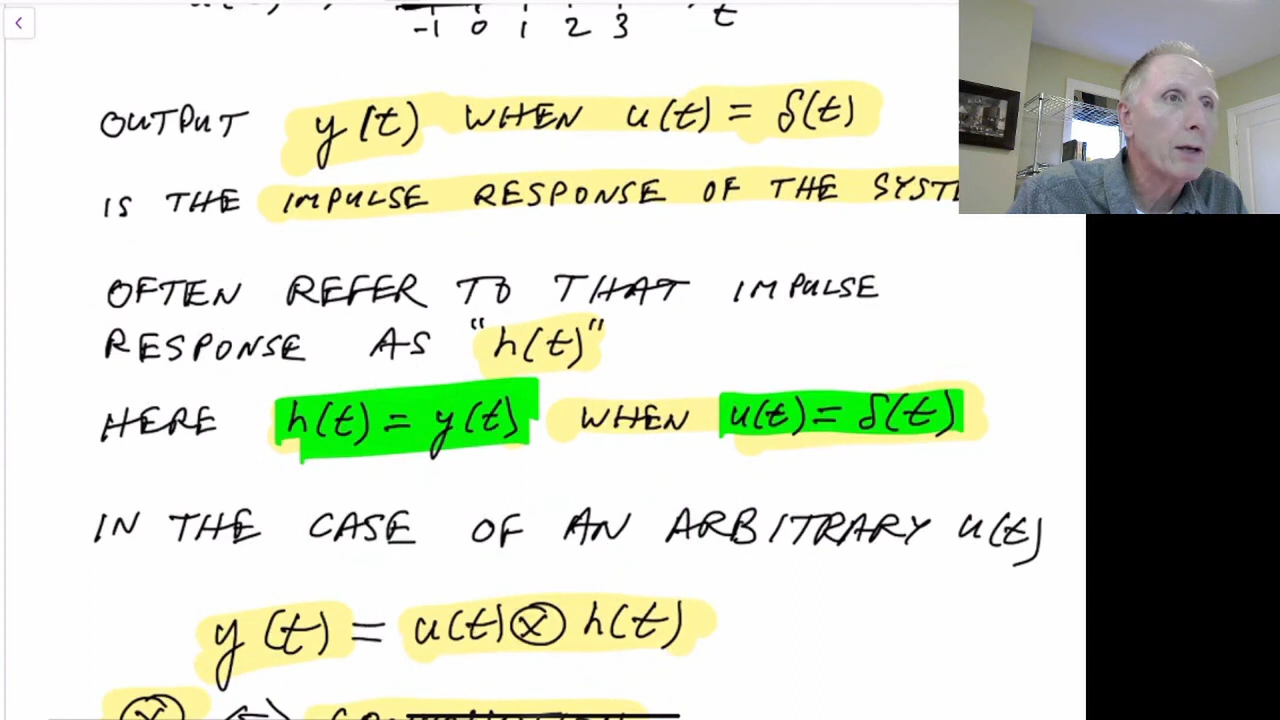 -1 0 1 2 3 t
OUTPUT y(t) WHEN u(t) = δ(t)
IS THE IMPULSE RESPONSE OF THE
OFTEN REFER TO THAT IMPULSE
RESPONSE AS "h(t)"
HERE h(t) = y(t) WHEN u(t) = δ(t)
IN THE CASE OF AN ARBITRARY u(t)
y(t) = u(t) ⊗ h(t)
⊗ ⟺